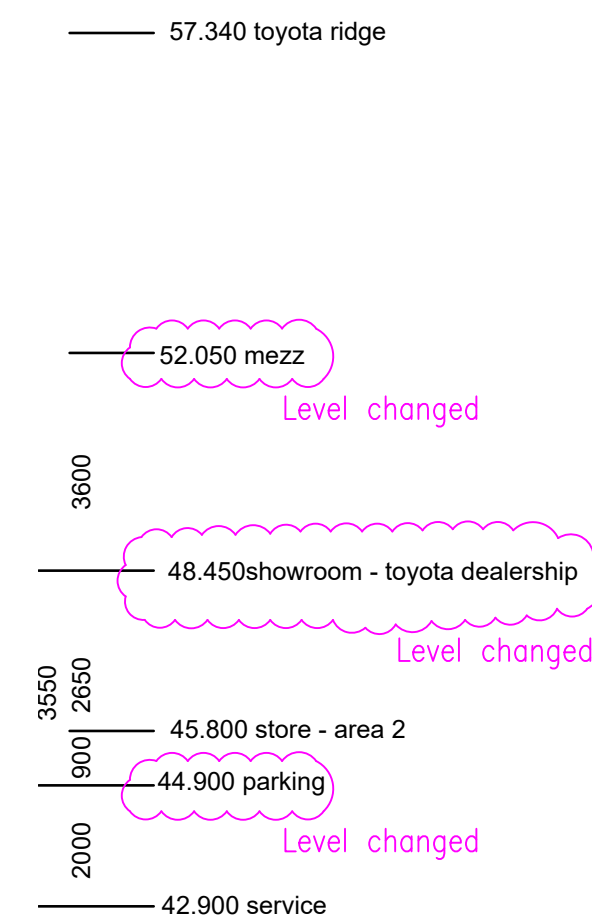 57.340 toyota ridge
52.050 mezz
Level changed
3600
48.450showroom - toyota dealership
Level changed
3550
2650
45.800 store - area 2
900
44.900 parking
Level changed
2000
42.900 service